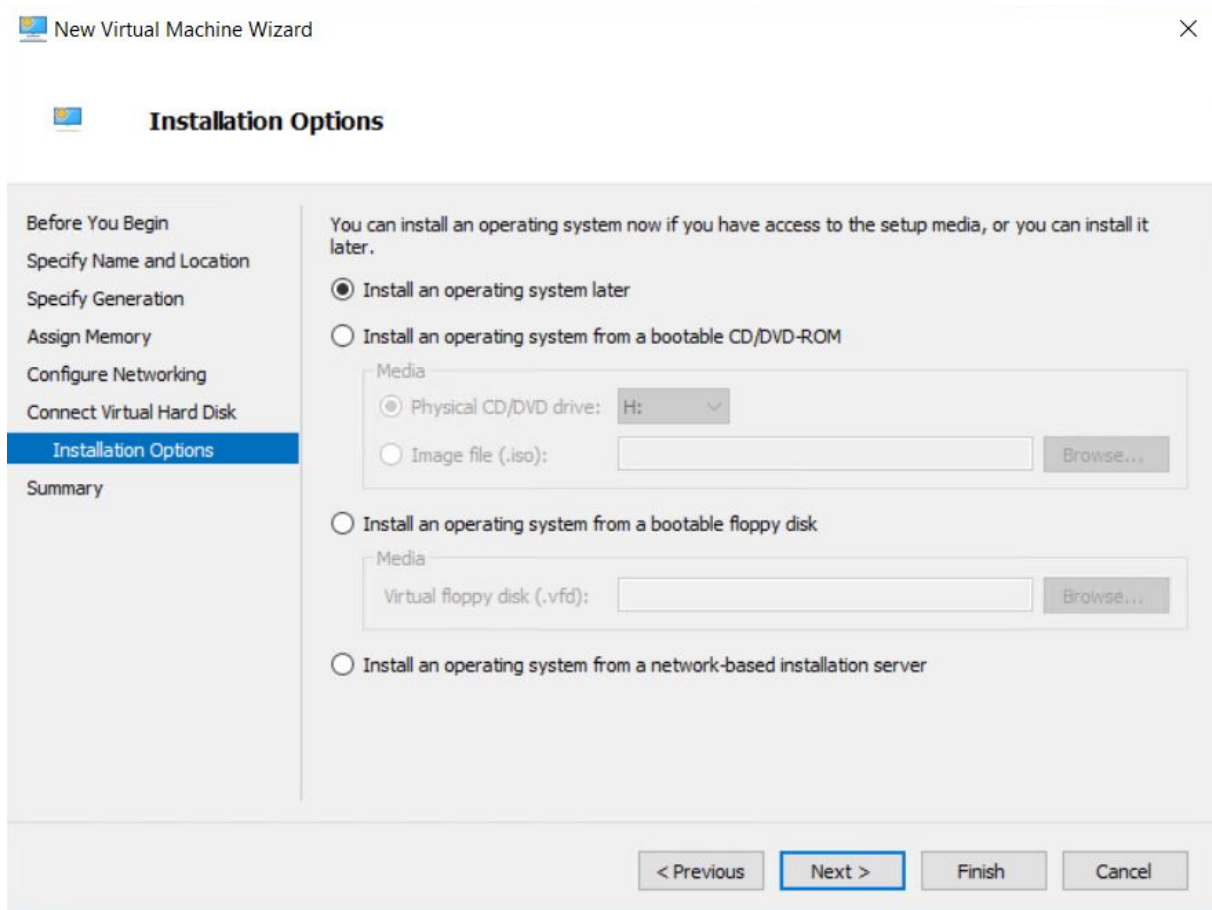 New Virtual Machine Wizard
Installation Options
Before You Begin
Specify Name and Location
Specify Generation
Assign Memory
Configure Networking
Connect Virtual Hard Disk
Installation Options
Summary
You can install an operating system now if you have access to the setup media, or you can install it
later.
Install an operating system later
Install an operating system from a bootable CD/DVD-ROM
Media
Physical CD/DVD drive: H:
Image file (.iso): Browse...
Install an operating system from a bootable floppy disk
Media
Virtual floppy disk (.vfd): Browse...
Install an operating system from a network-based installation server
< Previous Next > Finish Cancel